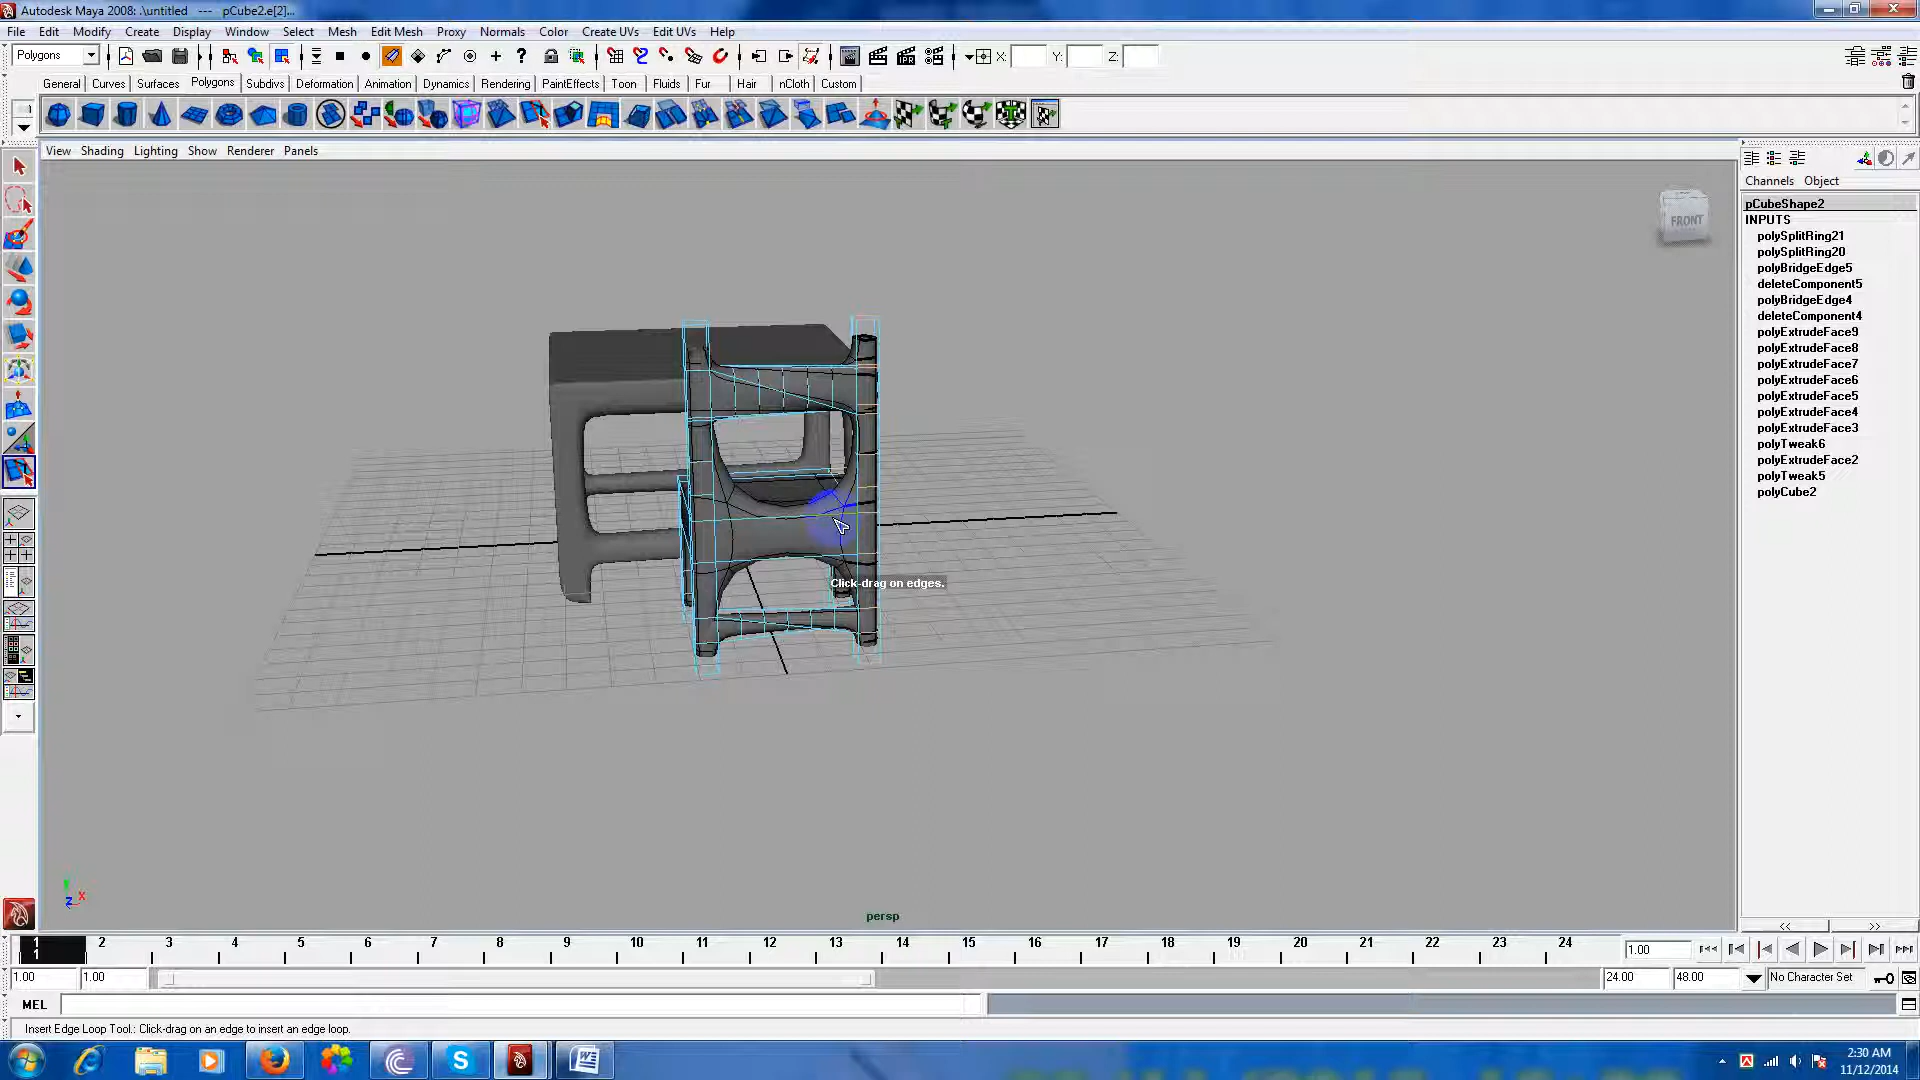 Autodesk Maya 2008: .\untitled   ---   pCube2.e[2]...
File Edit Modify Create Display Window Select Mesh Edit Mesh Proxy Normals Color Create UVs Edit UVs Help
Polygons X: Y: Z:
General Curves Surfaces Polygons Subdivs Deformation Animation Dynamics Rendering PaintEffects Toon Fluids Fur Hair nCloth Custom
View Shading Lighting Show Renderer Panels
Channels Object
pCubeShape2
INPUTS
polySplitRing21
polySplitRing20
polyBridgeEdge5
deleteComponent5
polyBridgeEdge4
deleteComponent4
polyExtrudeFace9
polyExtrudeFace8
polyExtrudeFace7
polyExtrudeFace6
polyExtrudeFace5
polyExtrudeFace4
polyExtrudeFace3
polyTweak6
polyExtrudeFace2
polyTweak5
polyCube2
FRONT
Click-drag on edges.
y x z
persp
<< >>
1 2 3 4 5 6 7 8 9 10 11 12 13 14 15 16 17 18 19 20 21 22 23 24
1 1.00
1.00 1.00 24.00 48.00 No Character Set
MEL
Insert Edge Loop Tool.: Click-drag on an edge to insert an edge loop.
2:30 AM
11/12/2014